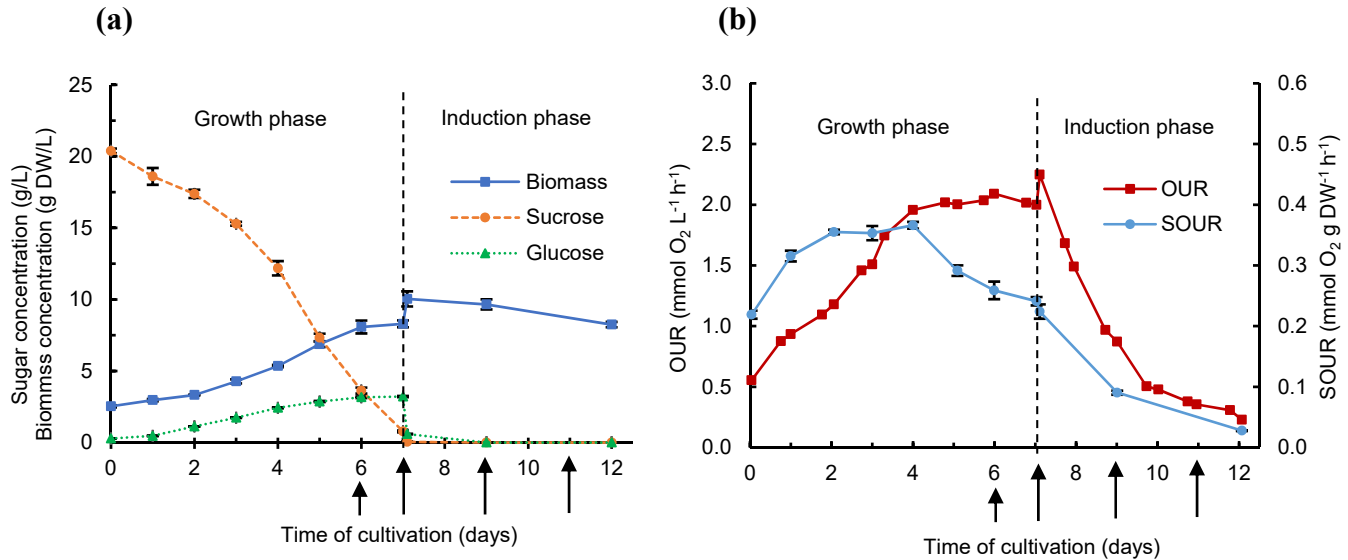 (a)
25
20
15
10
5
0
Sugar concentration (g/L)
Biommss concentration (g DW/L)
Growth phase
Induction phase
Biomass
Sucrose
Glucose
0 2 4 6 8 10 12
Time of cultivation (days)
(b)
3.0
2.5
2.0
1.5
1.0
0.5
0.0
OUR (mmol O₂ L⁻¹ h⁻¹)
Growth phase
Induction phase
OUR
SOUR
0.6
0.5
0.4
0.3
0.2
0.1
0.0
SOUR (mmol O₂ g DW⁻¹ h⁻¹)
0 2 4 6 8 10 12
Time of cultivation (days)